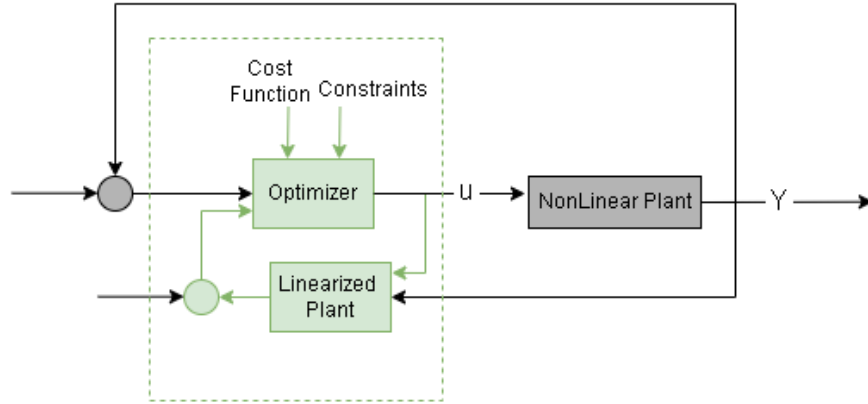 Cost
Function
Constraints
Optimizer
u
NonLinear Plant
Y
Linearized
Plant